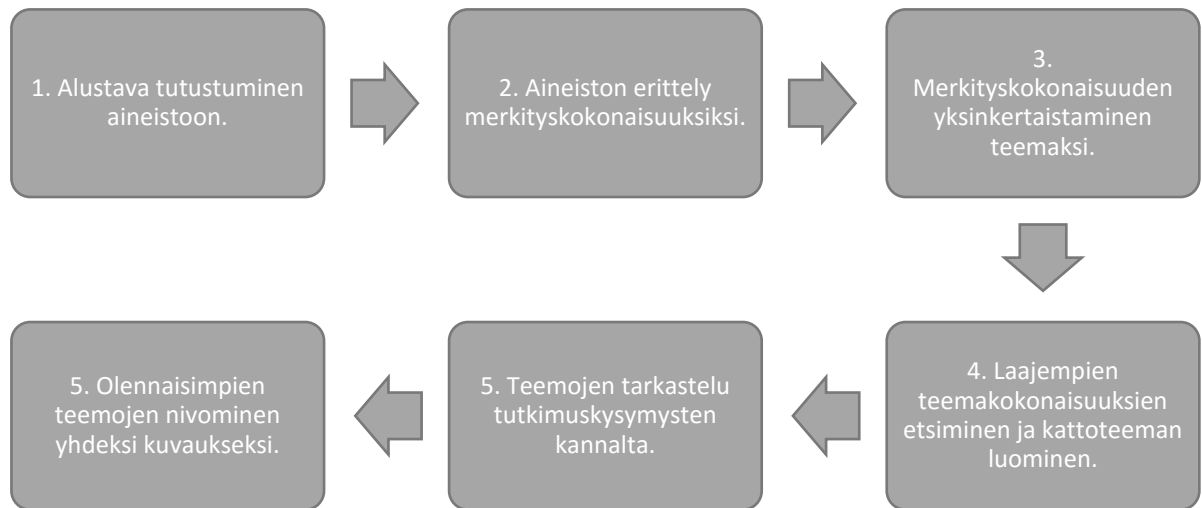 1. Alustava tutustuminen
aineistoon.
2. Aineiston erittely
merkityskokonaisuuksiksi.
3.
Merkityskokonaisuuden
yksinkertaistaminen
teemaksi.
4. Laajempien
teemakokonaisuuksien
etsiminen ja kattoteeman
luominen.
5. Teemojen tarkastelu
tutkimuskysymysten
kannalta.
5. Olennaisimpien
teemojen nivominen
yhdeksi kuvaukseksi.